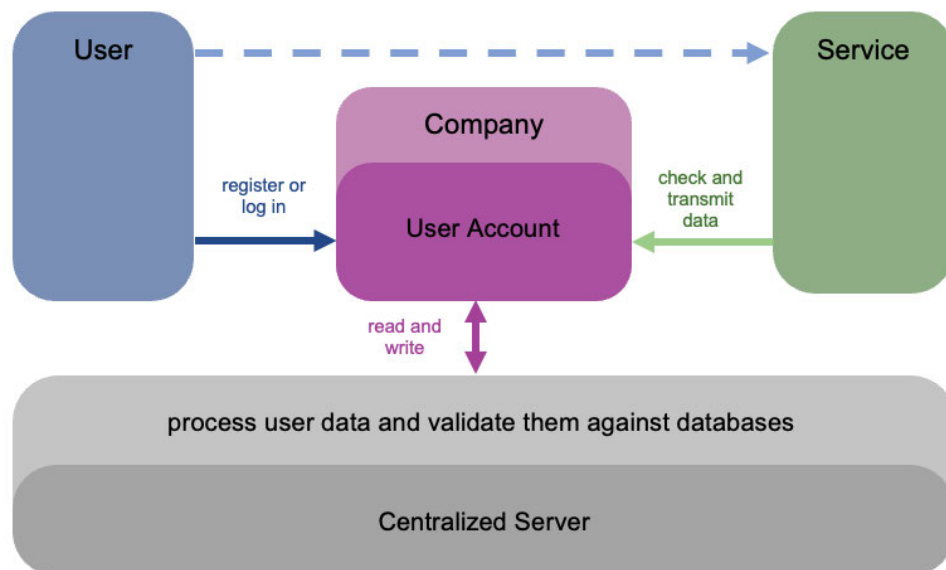 User
Service
Company
register or
log in
check and
transmit
data
User Account
read and
write
process user data and validate them against databases
Centralized Server